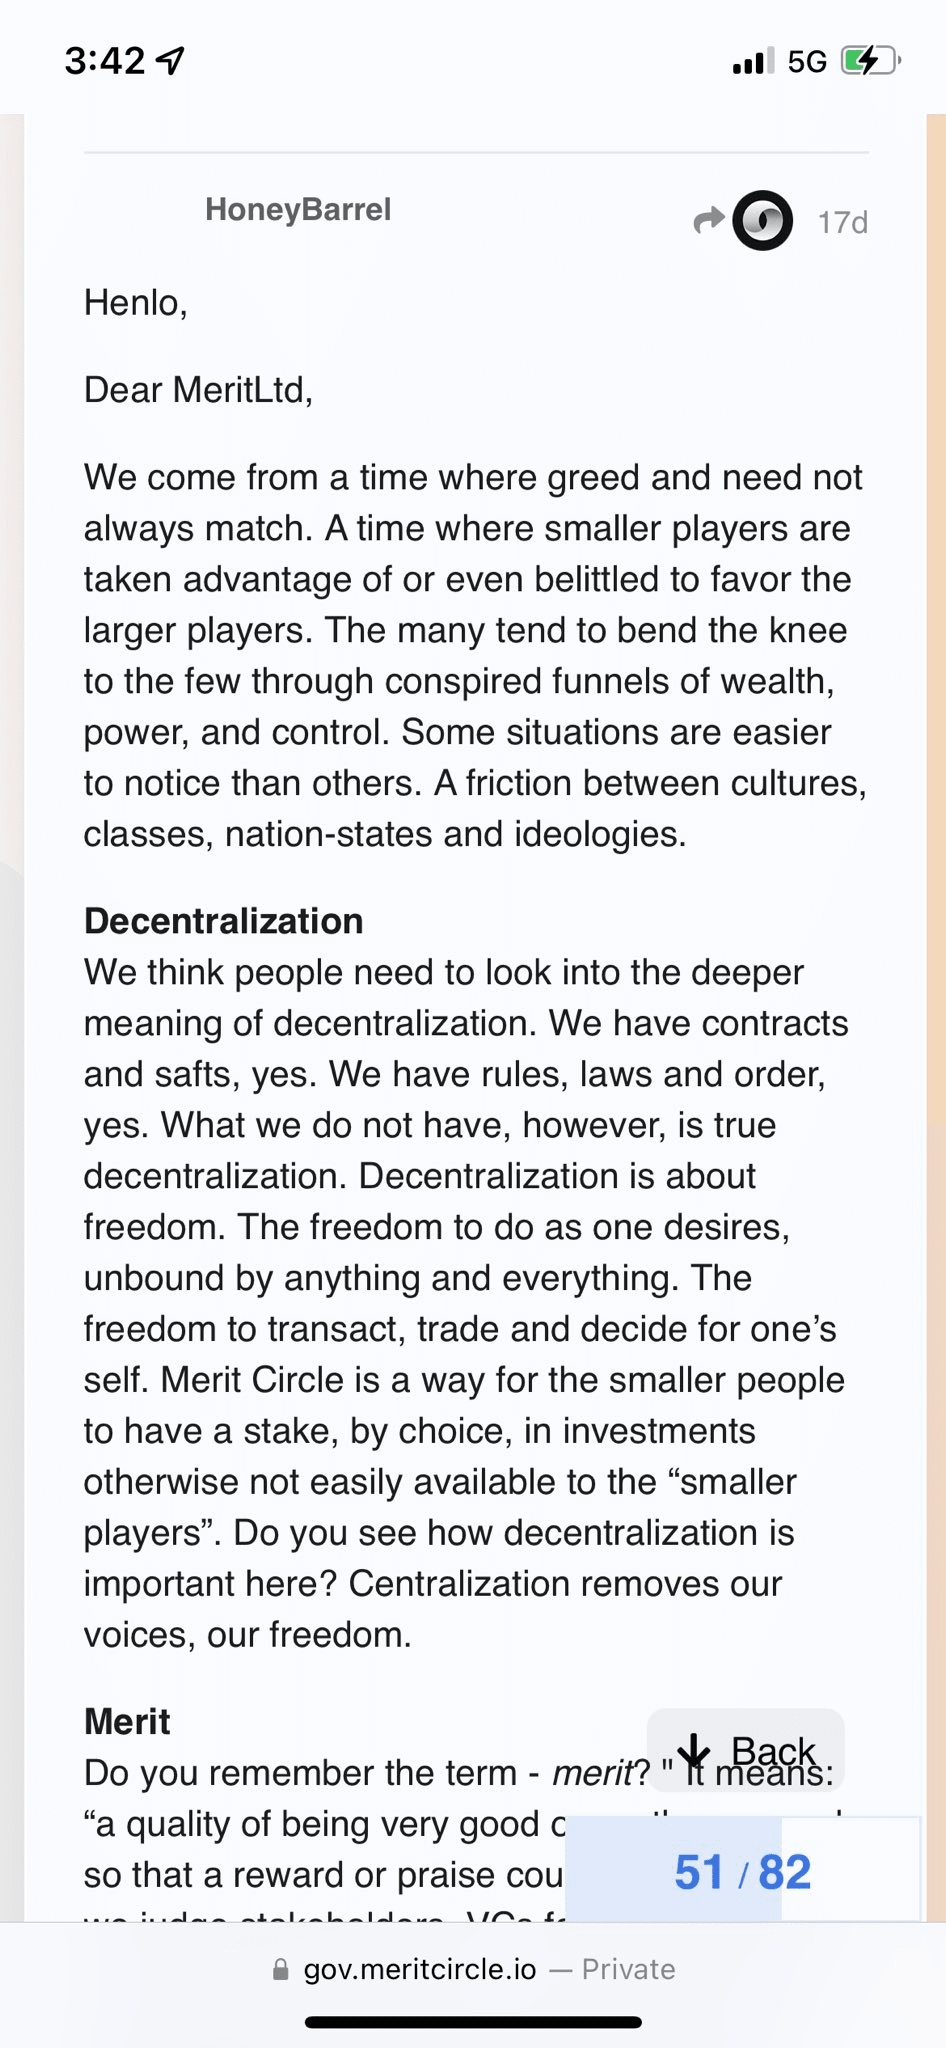 3:42
5G
HoneyBarrel
17d
Henlo,
Dear MeritLtd,
We come from a time where greed and need not
always match. A time where smaller players are
taken advantage of or even belittled to favor the
larger players. The many tend to bend the knee
to the few through conspired funnels of wealth,
power, and control. Some situations are easier
to notice than others. A friction between cultures,
classes, nation-states and ideologies.
Decentralization
We think people need to look into the deeper
meaning of decentralization. We have contracts
and safts, yes. We have rules, laws and order,
yes. What we do not have, however, is true
decentralization. Decentralization is about
freedom. The freedom to do as one desires,
unbound by anything and everything. The
freedom to transact, trade and decide for one’s
self. Merit Circle is a way for the smaller people
to have a stake, by choice, in investments
otherwise not easily available to the “smaller
players”. Do you see how decentralization is
important here? Centralization removes our
voices, our freedom.
Merit
Back
Do you remember the term - merit? " It means:
“a quality of being very good
so that a reward or praise cou
51 / 82
we judge stakeholders, VCs
gov.meritcircle.io — Private